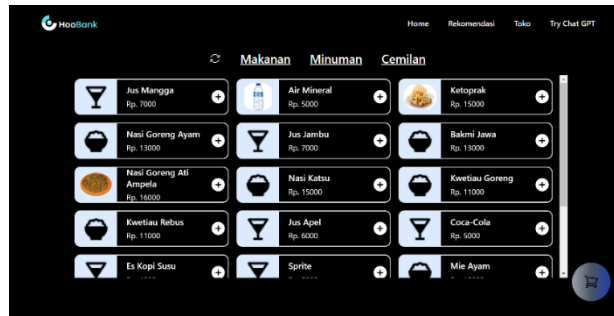 HooBank
Home Rekomendasi Toko Try Chat GPT
Makanan Minuman Cemilan
Jus Mangga
Rp. 7000
Air Mineral
Rp. 5000
Ketoprak
Rp. 15000
Nasi Goreng Ayam
Rp. 13000
Jus Jambu
Rp. 7000
Bakmi Jawa
Rp. 13000
Nasi Goreng Ati
Ampela
Rp. 16000
Nasi Katsu
Rp. 15000
Kwetiau Goreng
Rp. 11000
Kwetiau Rebus
Rp. 11000
Jus Apel
Rp. 6000
Coca-Cola
Rp. 5000
Es Kopi Susu
Sprite
Mie Ayam